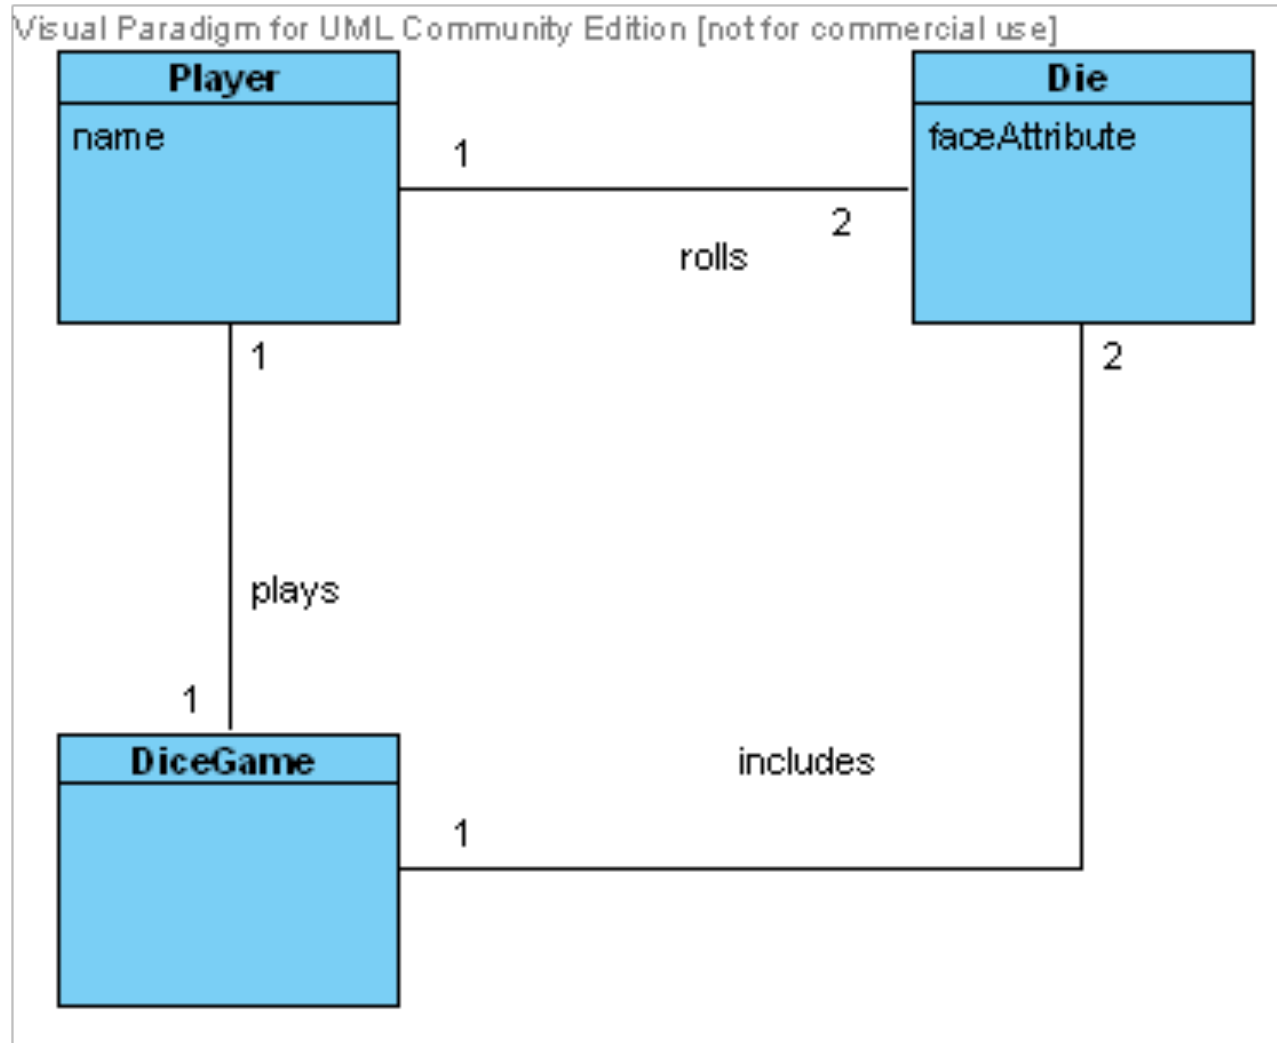 Visual Paradigm for UML Community Edition [not for commercial use]
Player
Die
name
faceAttribute
1
2
rolls
1
2
plays
1
DiceGame
includes
1